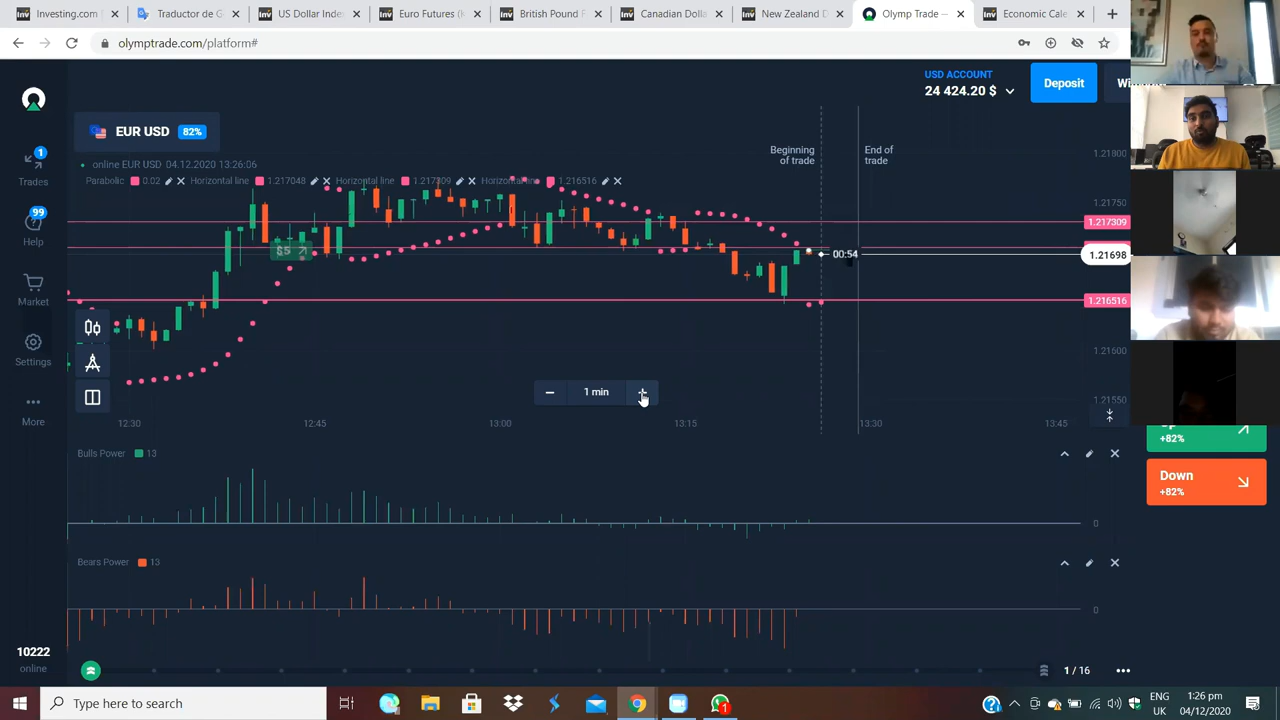 Investing.com
Traductor de G
US Dollar Inde
Euro Futures (
British Pound F
Canadian Dolla
New Zealand D
Olymp Trade —
Economic Cale
olymptrade.com/platform#
USD ACCOUNT
24 424.20 $
Deposit
Wi
EUR USD 82%
Beginning of trade
End of trade
online EUR USD 04.12.2020 13:26:06
Parabolic 0.02 Horizontal line 1.217048 Horizontal line 1.217309 Horizontal line 1.216516
1.21800
1.21750
1.217309
1.21698
1.216516
1.21600
1.21550
$5
00:54
1 min
12:30 12:45 13:00 13:15 13:30 13:45
1
Trades
99
Help
Market
Settings
More
+82%
Down
+82%
Bulls Power 13
0
Bears Power 13
0
10222
online
1 / 16
Type here to search
1
ENG
UK
1:26 pm
04/12/2020